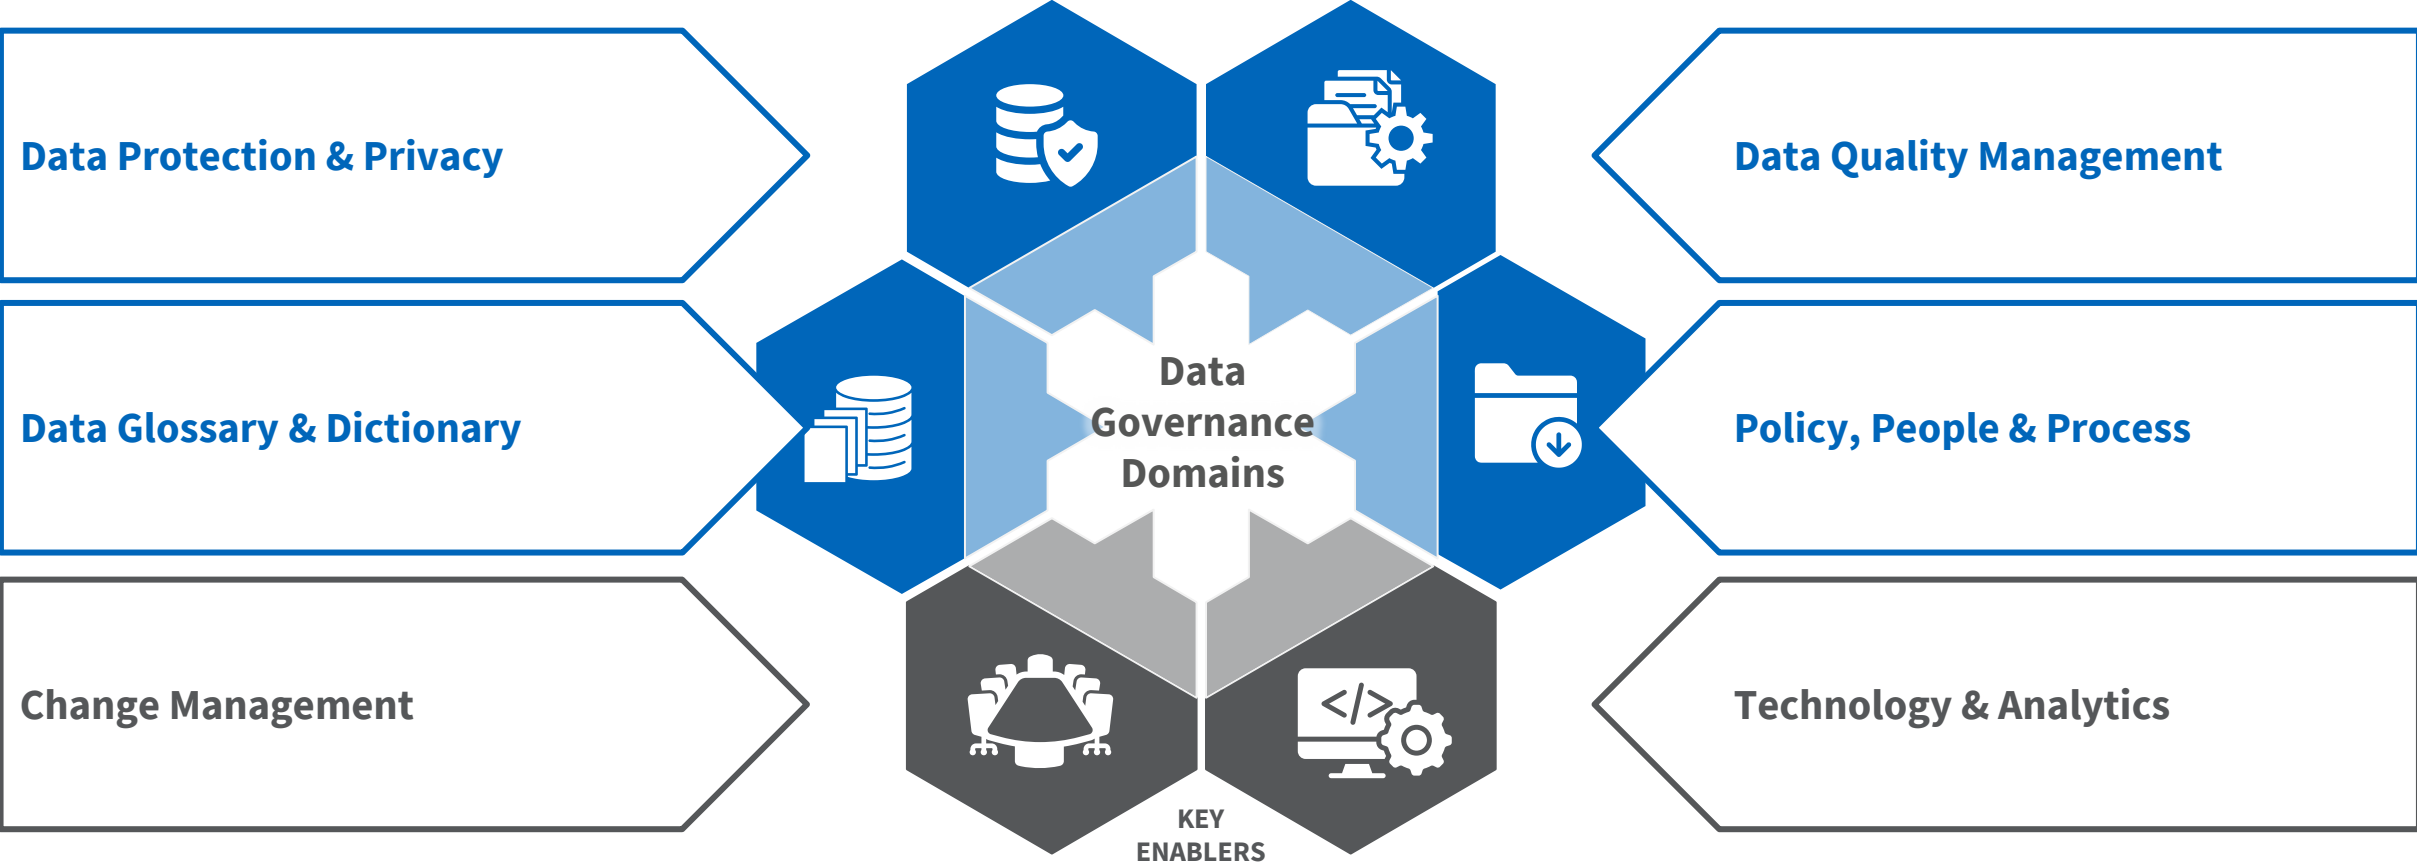 Data Protection & Privacy
Data Quality Management
Data
Governance
Domains
Data Glossary & Dictionary
Policy, People & Process
Change Management
</>
Technology & Analytics
KEY
ENABLERS